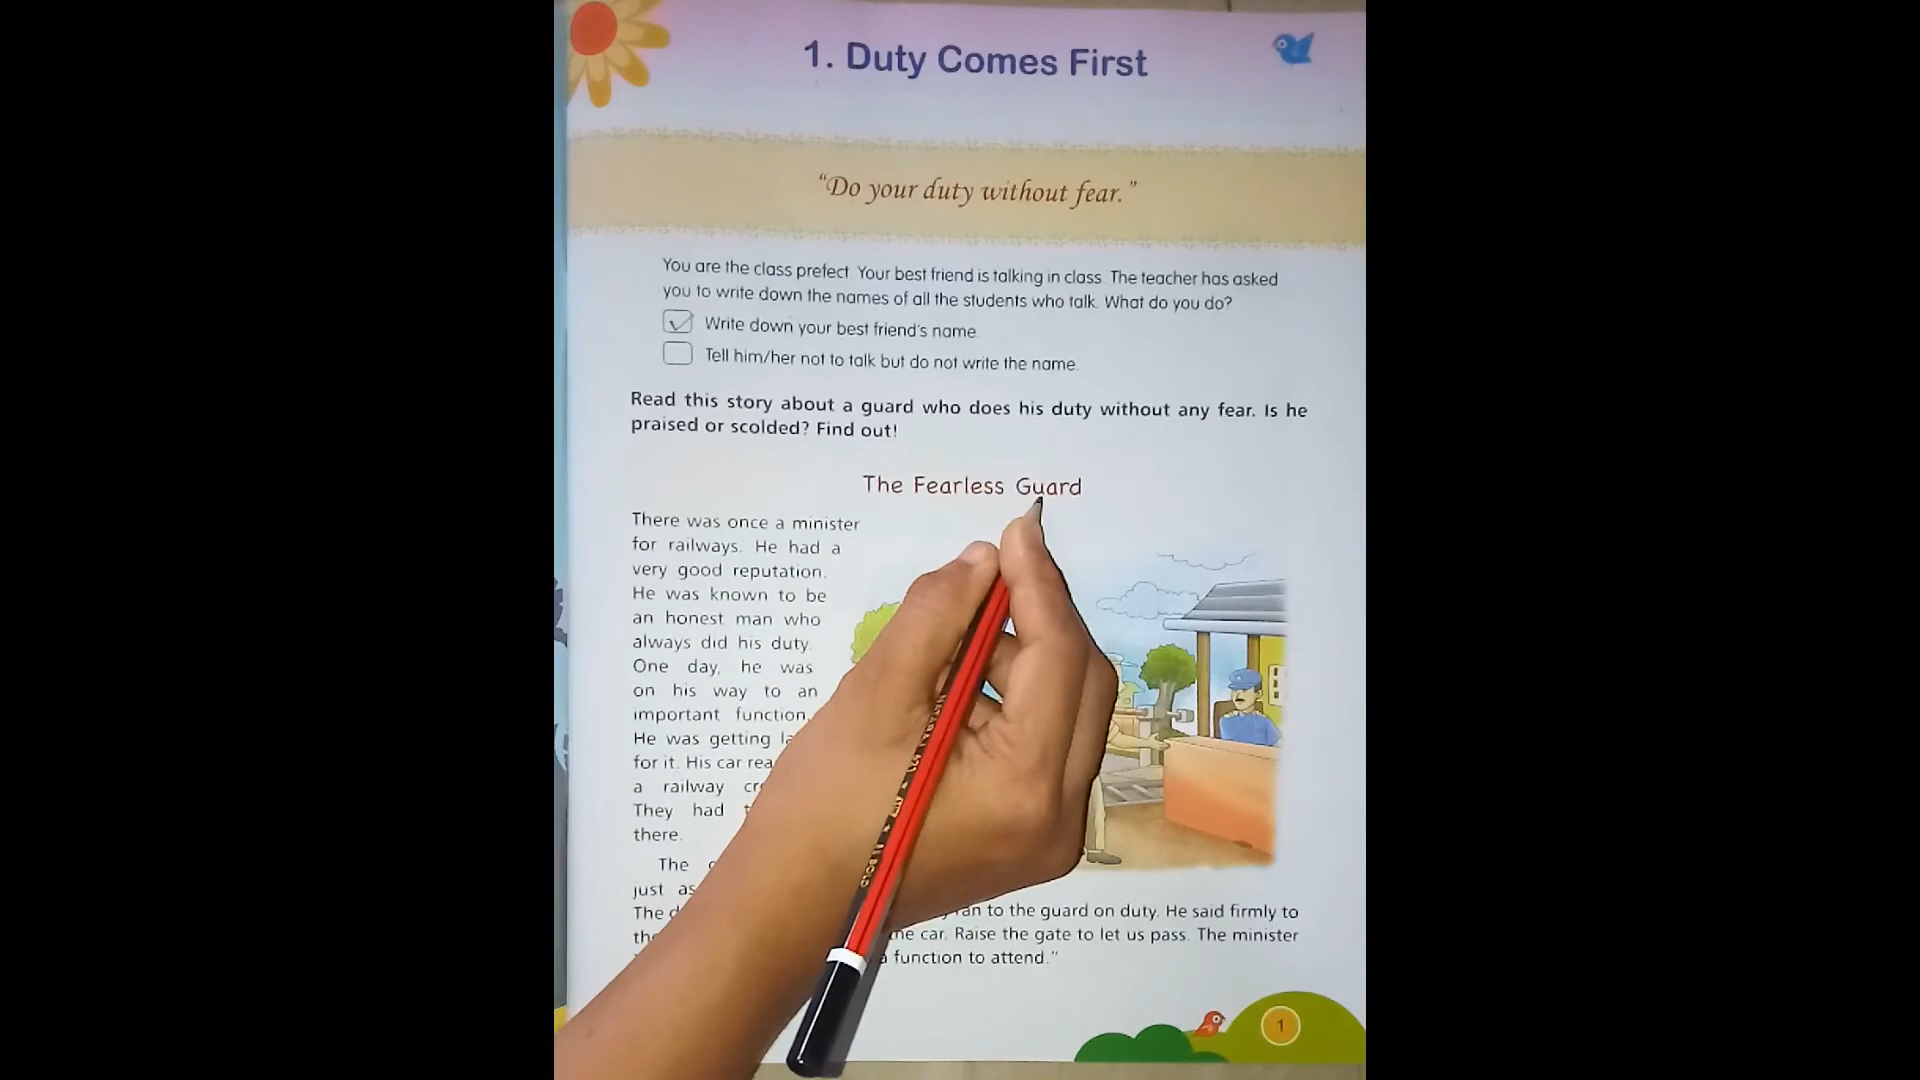 1. Duty Comes First
“Do your duty without fear.”
You are the class prefect. Your best friend is talking in class. The teacher has asked
you to write down the names of all the students who talk. What do you do?
Write down your best friend's name.
Tell him/her not to talk but do not write the name.
Read this story about a guard who does his duty without any fear. Is he
praised or scolded? Find out!
The Fearless Guard
There was once a minister
for railways. He had a
very good reputation.
He was known to be
an honest man who
always did his duty.
One day, he was
on his way to an
important function.
He was getting
for it. His car
a railway
They had
there.
The
just as
The to the guard on duty. He said firmly to
car. Raise the gate to let us pass. The minister
a function to attend.”
1